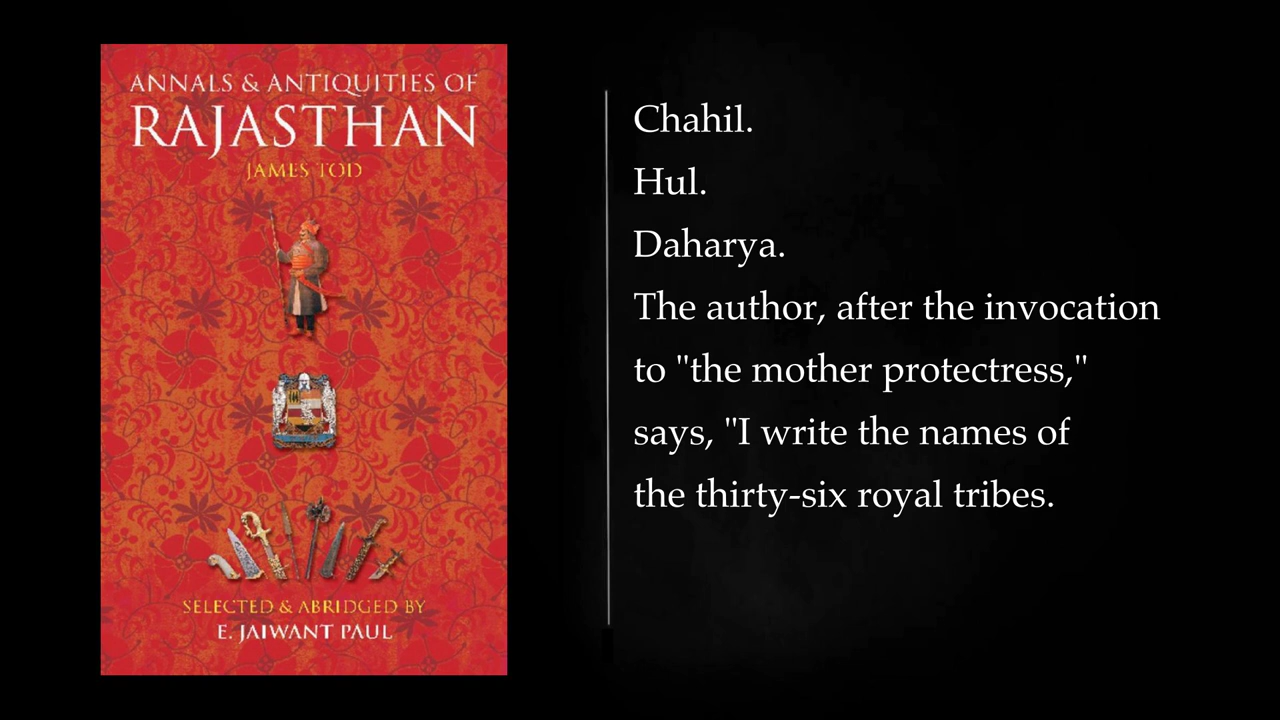 ANNALS & ANTIQUITIES OF
RAJASTHAN
JAMES TOD
SELECTED & ABRIDGED BY
E. JAIWANT PAUL
Chahil.
Hul.
Daharya.
The author, after the invocation
to "the mother protectress,"
says, "I write the names of
the thirty-six royal tribes.